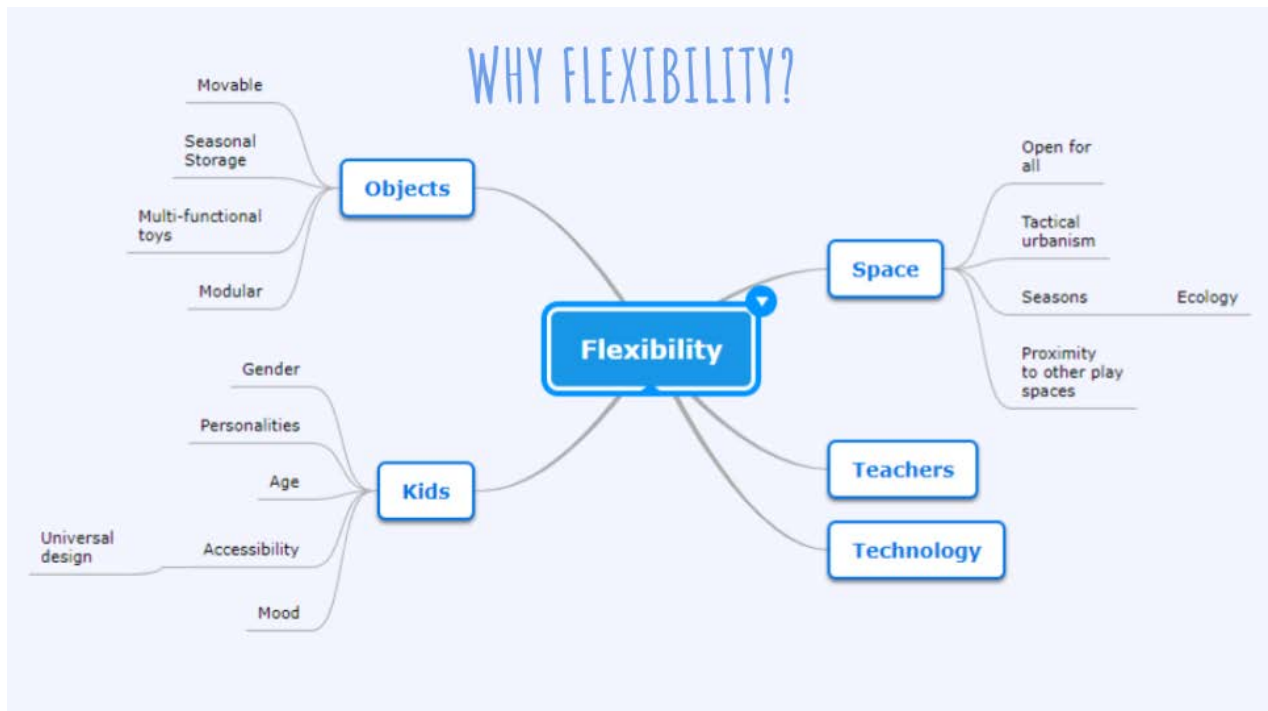 WHY FLEXIBILITY?
Movable
Seasonal
Storage
Multi-functional
toys
Modular
Objects
Gender
Personalities
Age
Universal
design
Accessibility
Mood
Kids
Flexibility
Space
Open for
all
Tactical
urbanism
Seasons
Ecology
Proximity
to other play
spaces
Teachers
Technology